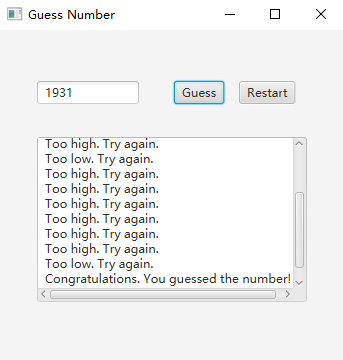 Guess Number
1931
Guess
Restart
Too high. Try again.
Too low. Try again.
Too high. Try again.
Too high. Try again.
Too high. Try again.
Too high. Try again.
Too high. Try again.
Too high. Try again.
Too low. Try again.
Congratulations. You guessed the number!